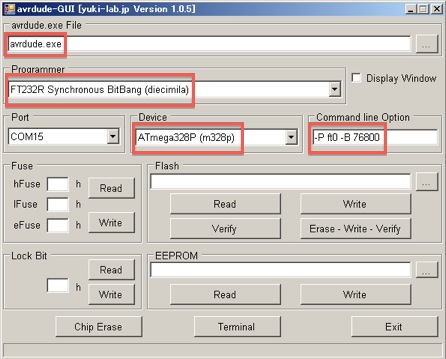 avrdude-GUI [yuki-lab.jp Version 1.0.5]
avrdude.exe File
avrdude.exe
...
Programmer
FT232R Synchronous BitBang (diecimila)
Display Window
Port
COM15
Device
ATmega328P (m328p)
Command line Option
-P ft0 -B 76800
Fuse
hFuse h
lFuse h
eFuse h
Read
Write
Flash
...
Read
Write
Verify
Erase - Write - Verify
Lock Bit
h
Read
Write
EEPROM
...
Read
Write
Chip Erase
Terminal
Exit